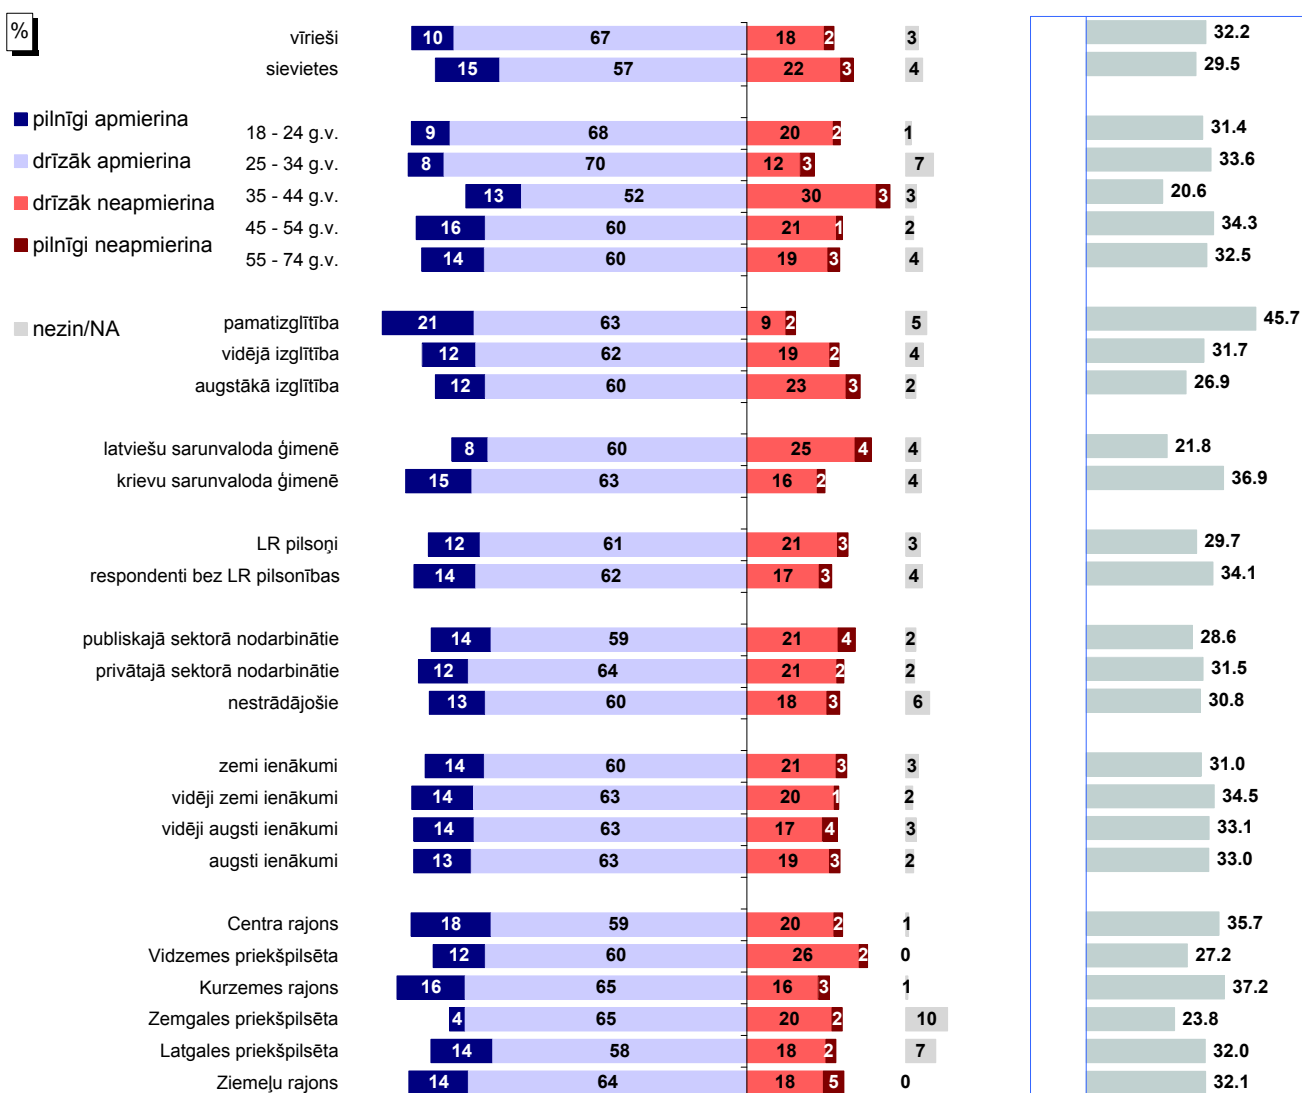 %
vīrieši 10 67 18 2 3 32.2
sievietes 15 57 22 3 4 29.5
pilnīgi apmierina
drīzāk apmierina
drīzāk neapmierina
pilnīgi neapmierina
nezin/NA
18 - 24 g.v. 9 68 20 2 1 31.4
25 - 34 g.v. 8 70 12 3 7 33.6
35 - 44 g.v. 13 52 30 3 3 20.6
45 - 54 g.v. 16 60 21 1 2 34.3
55 - 74 g.v. 14 60 19 3 4 32.5
pamatizglītība 21 63 9 2 5 45.7
vidējā izglītība 12 62 19 2 4 31.7
augstākā izglītība 12 60 23 3 2 26.9
latviešu sarunvaloda ģimenē 8 60 25 4 4 21.8
krievu sarunvaloda ģimenē 15 63 16 2 4 36.9
LR pilsoņi 12 61 21 3 3 29.7
respondenti bez LR pilsonības 14 62 17 3 4 34.1
publiskajā sektorā nodarbinātie 14 59 21 4 2 28.6
privātajā sektorā nodarbinātie 12 64 21 2 2 31.5
nestrādājošie 13 60 18 3 6 30.8
zemi ienākumi 14 60 21 3 3 31.0
vidēji zemi ienākumi 14 63 20 1 2 34.5
vidēji augsti ienākumi 14 63 17 4 3 33.1
augsti ienākumi 13 63 19 3 2 33.0
Centra rajons 18 59 20 2 1 35.7
Vidzemes priekšpilsēta 12 60 26 2 0 27.2
Kurzemes rajons 16 65 16 3 1 37.2
Zemgales priekšpilsēta 4 65 20 2 10 23.8
Latgales priekšpilsēta 14 58 18 2 7 32.0
Ziemeļu rajons 14 64 18 5 0 32.1